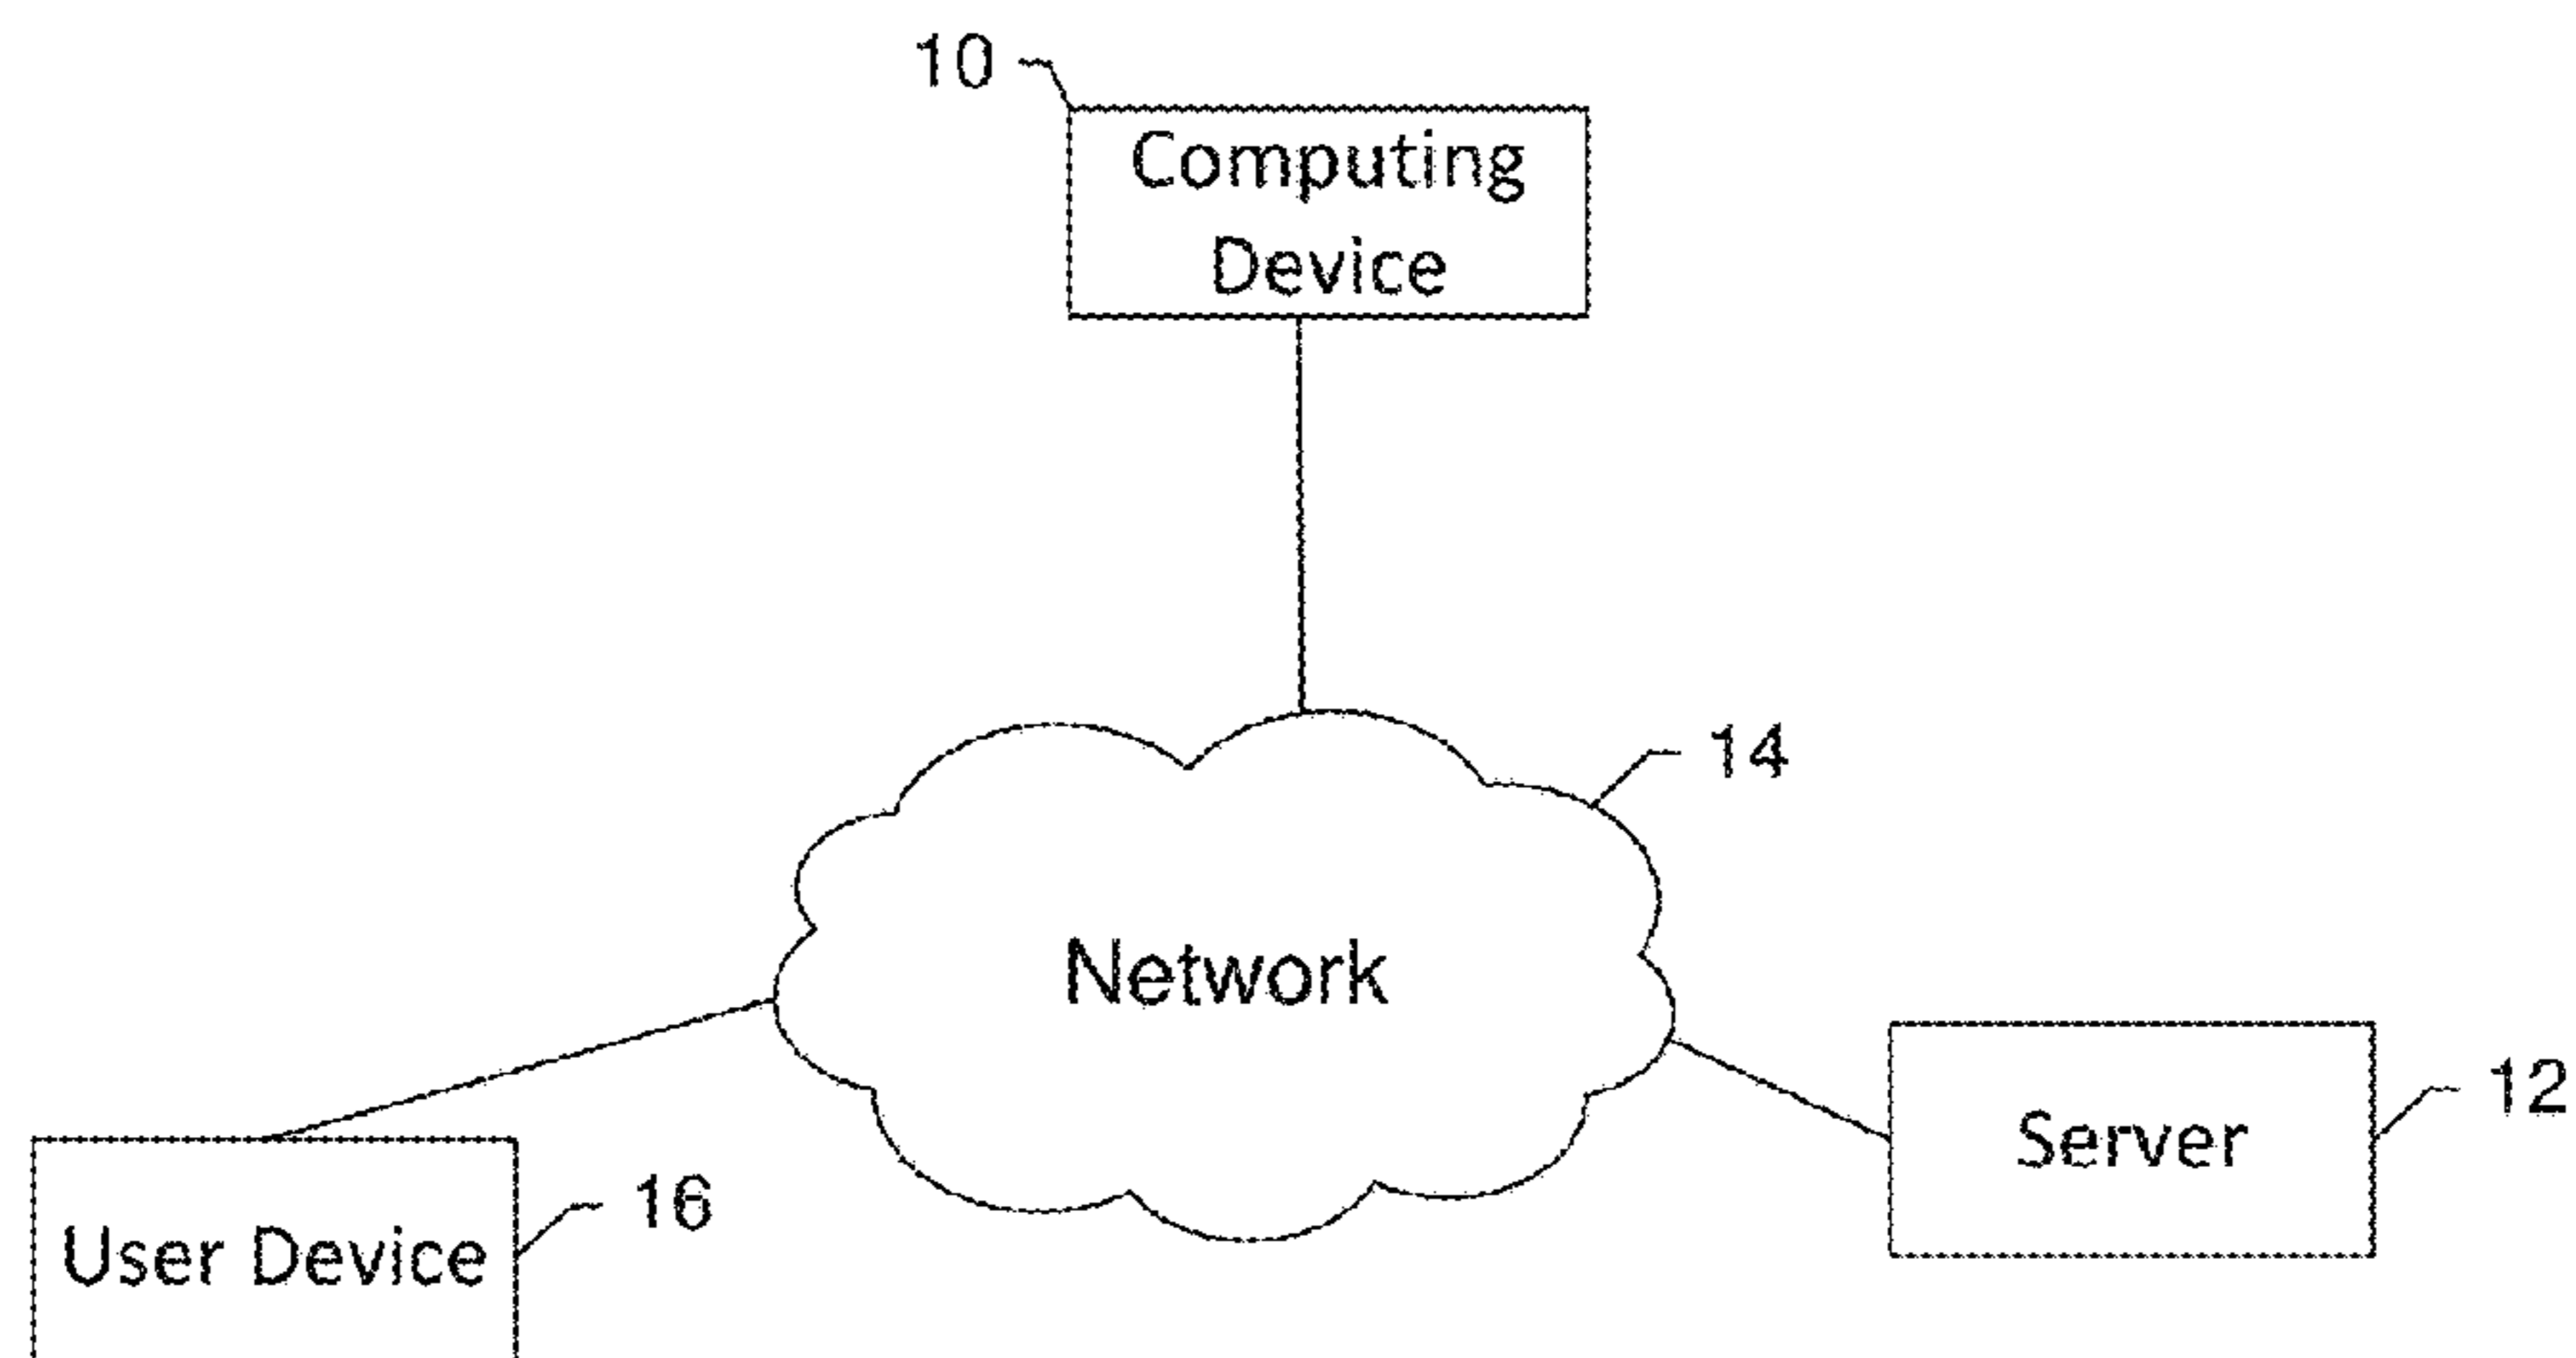 10
Computing
Device
14
Network
12
Server
16
User Device